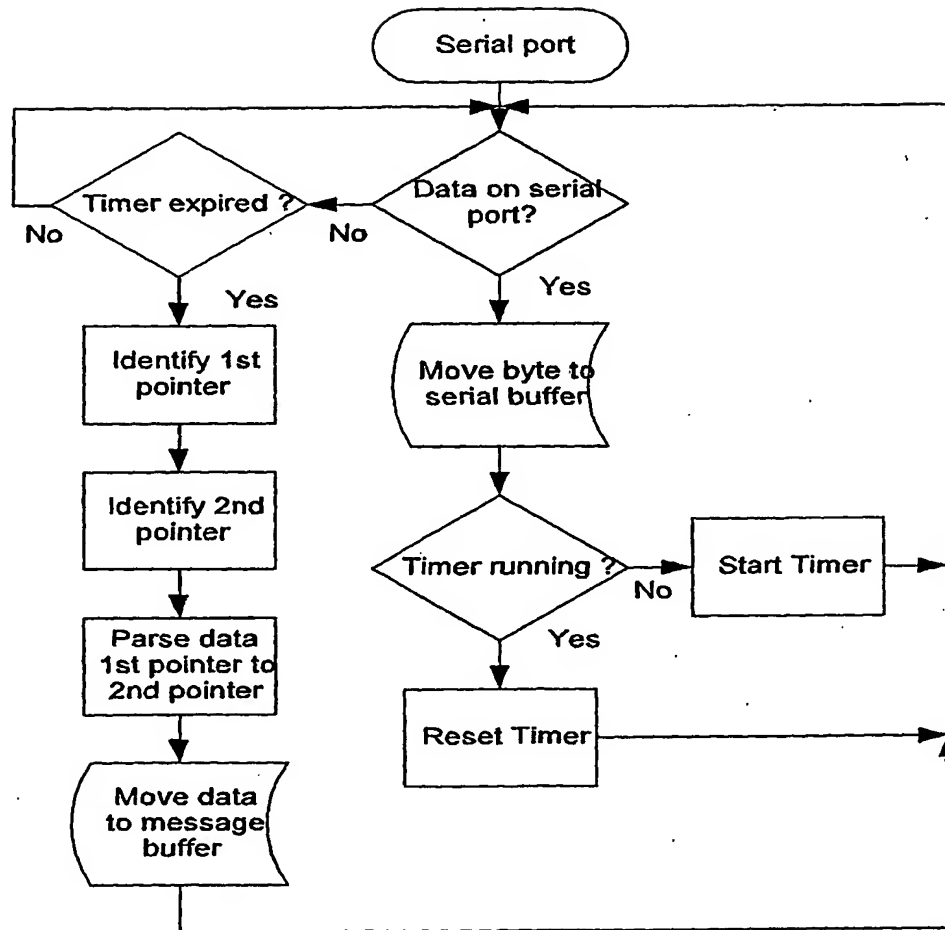 Serial port
Timer expired ?
Data on serial
port?
No
No
Yes
Yes
Identify 1st
pointer
Move byte to
serial buffer
Identify 2nd
pointer
Timer running ?
Start Timer
No
Yes
Parse data
1st pointer to
2nd pointer
Reset Timer
Move data
to message
buffer